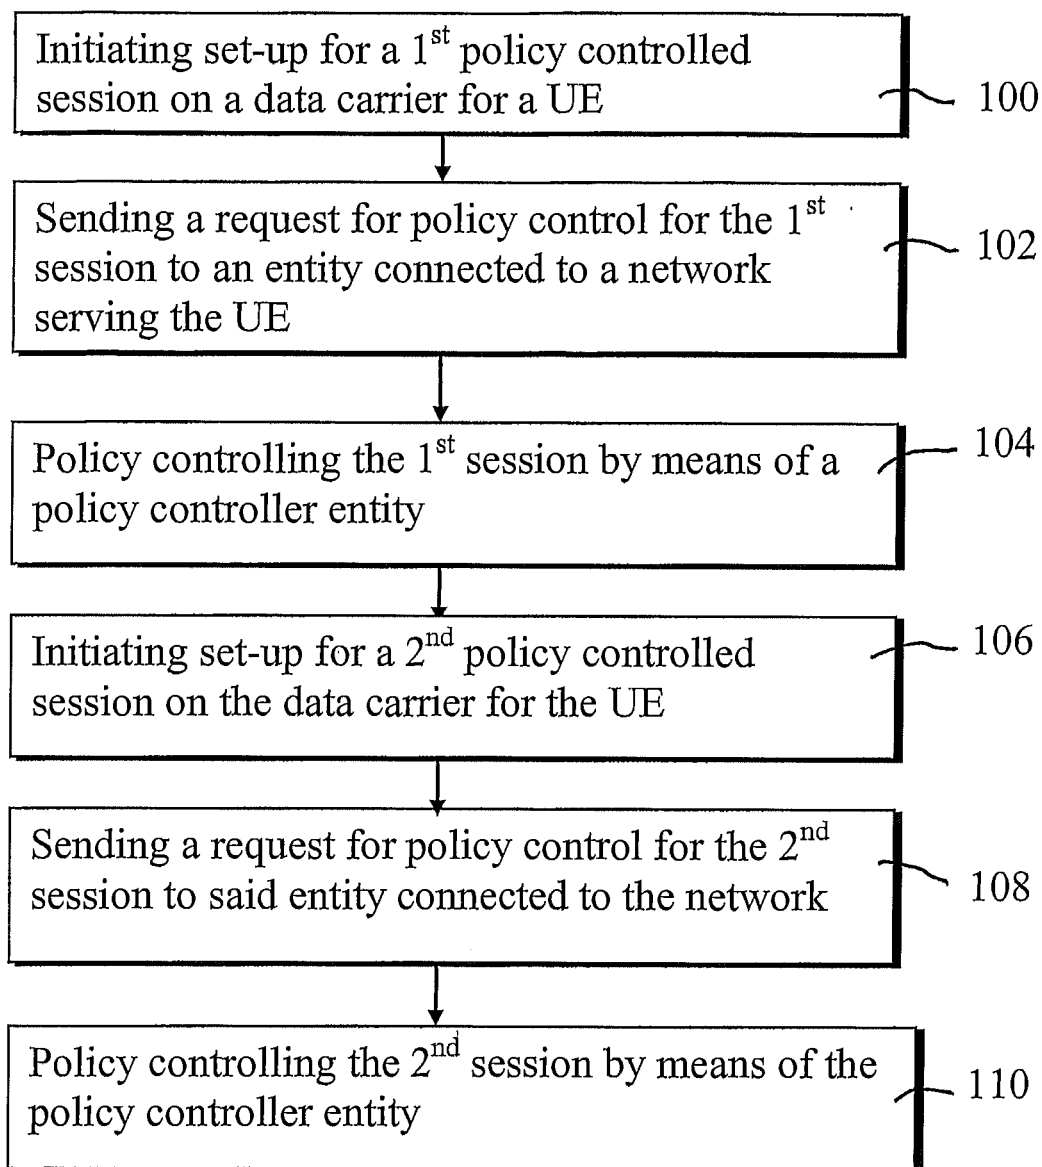 Initiating set-up for a 1st policy controlled
session on a data carrier for a UE
100
Sending a request for policy control for the 1st
session to an entity connected to a network
serving the UE
102
Policy controlling the 1st session by means of a
policy controller entity
104
Initiating set-up for a 2nd policy controlled
session on the data carrier for the UE
106
Sending a request for policy control for the 2nd
session to said entity connected to the network
108
Policy controlling the 2nd session by means of the
policy controller entity
110